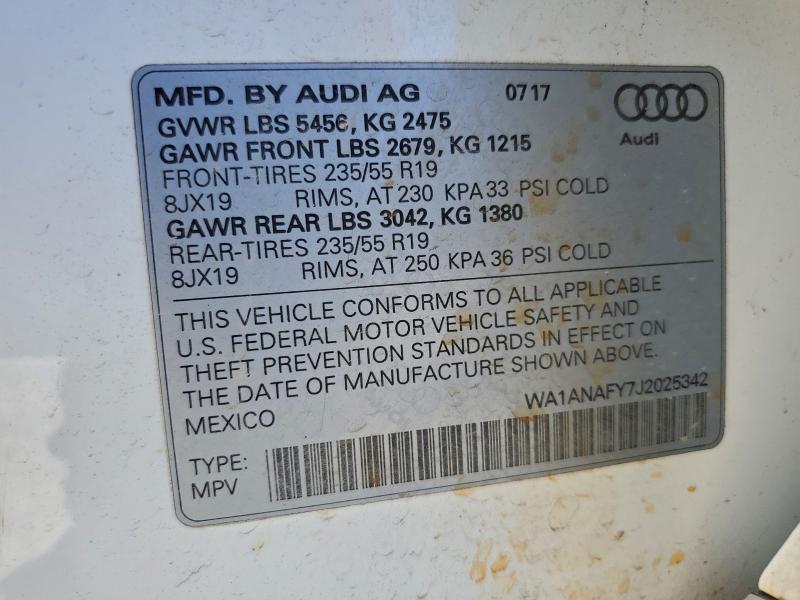 MFD. BY AUDI AG 0717
Audi
GVWR LBS 5456, KG 2475
GAWR FRONT LBS 2679, KG 1215
FRONT-TIRES 235/55 R19
8JX19 RIMS, AT 230 KPA 33 PSI COLD
GAWR REAR LBS 3042, KG 1380
REAR-TIRES 235/55 R19
8JX19 RIMS, AT 250 KPA 36 PSI COLD
THIS VEHICLE CONFORMS TO ALL APPLICABLE
U.S. FEDERAL MOTOR VEHICLE SAFETY AND
THEFT PREVENTION STANDARDS IN EFFECT ON
THE DATE OF MANUFACTURE SHOWN ABOVE.
MEXICO WA1ANAFY7J2025342
TYPE:
MPV